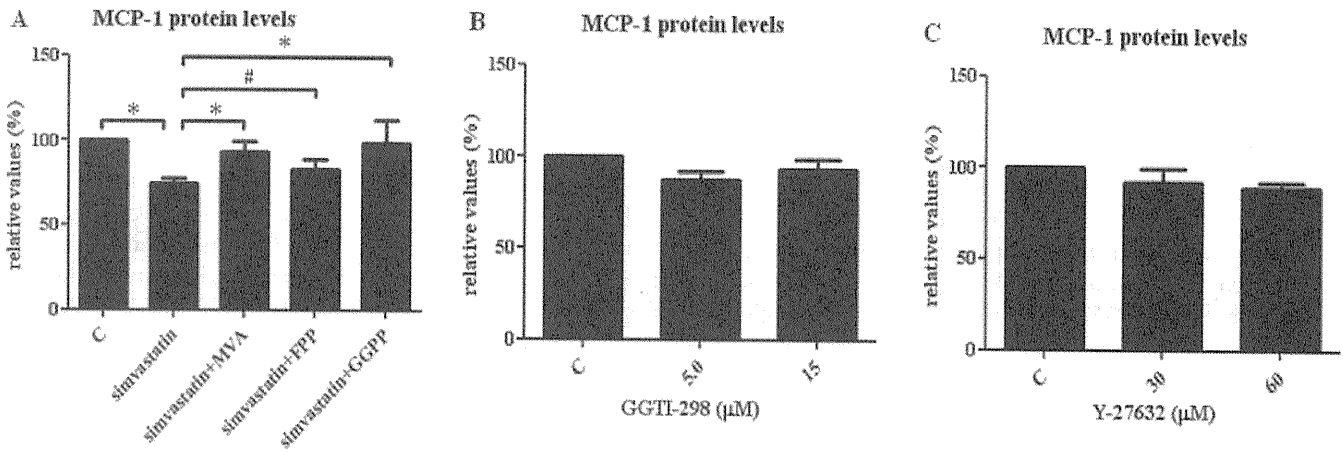 A
MCP-1 protein levels
relative values (%)
150
100
50
0
*
#
*
*
C
simvastatin
simvastatin+MVA
simvastatin+FPP
simvastatin+GGPP
B
MCP-1 protein levels
relative values (%)
150
100
50
0
C
5.0
15
GGTI-298 (µM)
C
MCP-1 protein levels
relative values (%)
150
100
50
0
C
30
60
Y-27632 (µM)